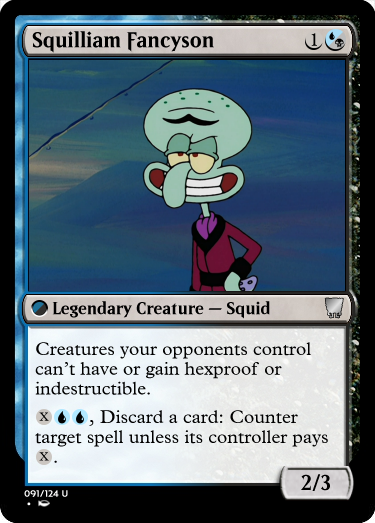 Squilliam Fancyson 1
Legendary Creature — Squid
Creatures your opponents control
can't have or gain hexproof or
indestructible.
X, Discard a card: Counter
target spell unless its controller pays
X.
2/3
091/124 U